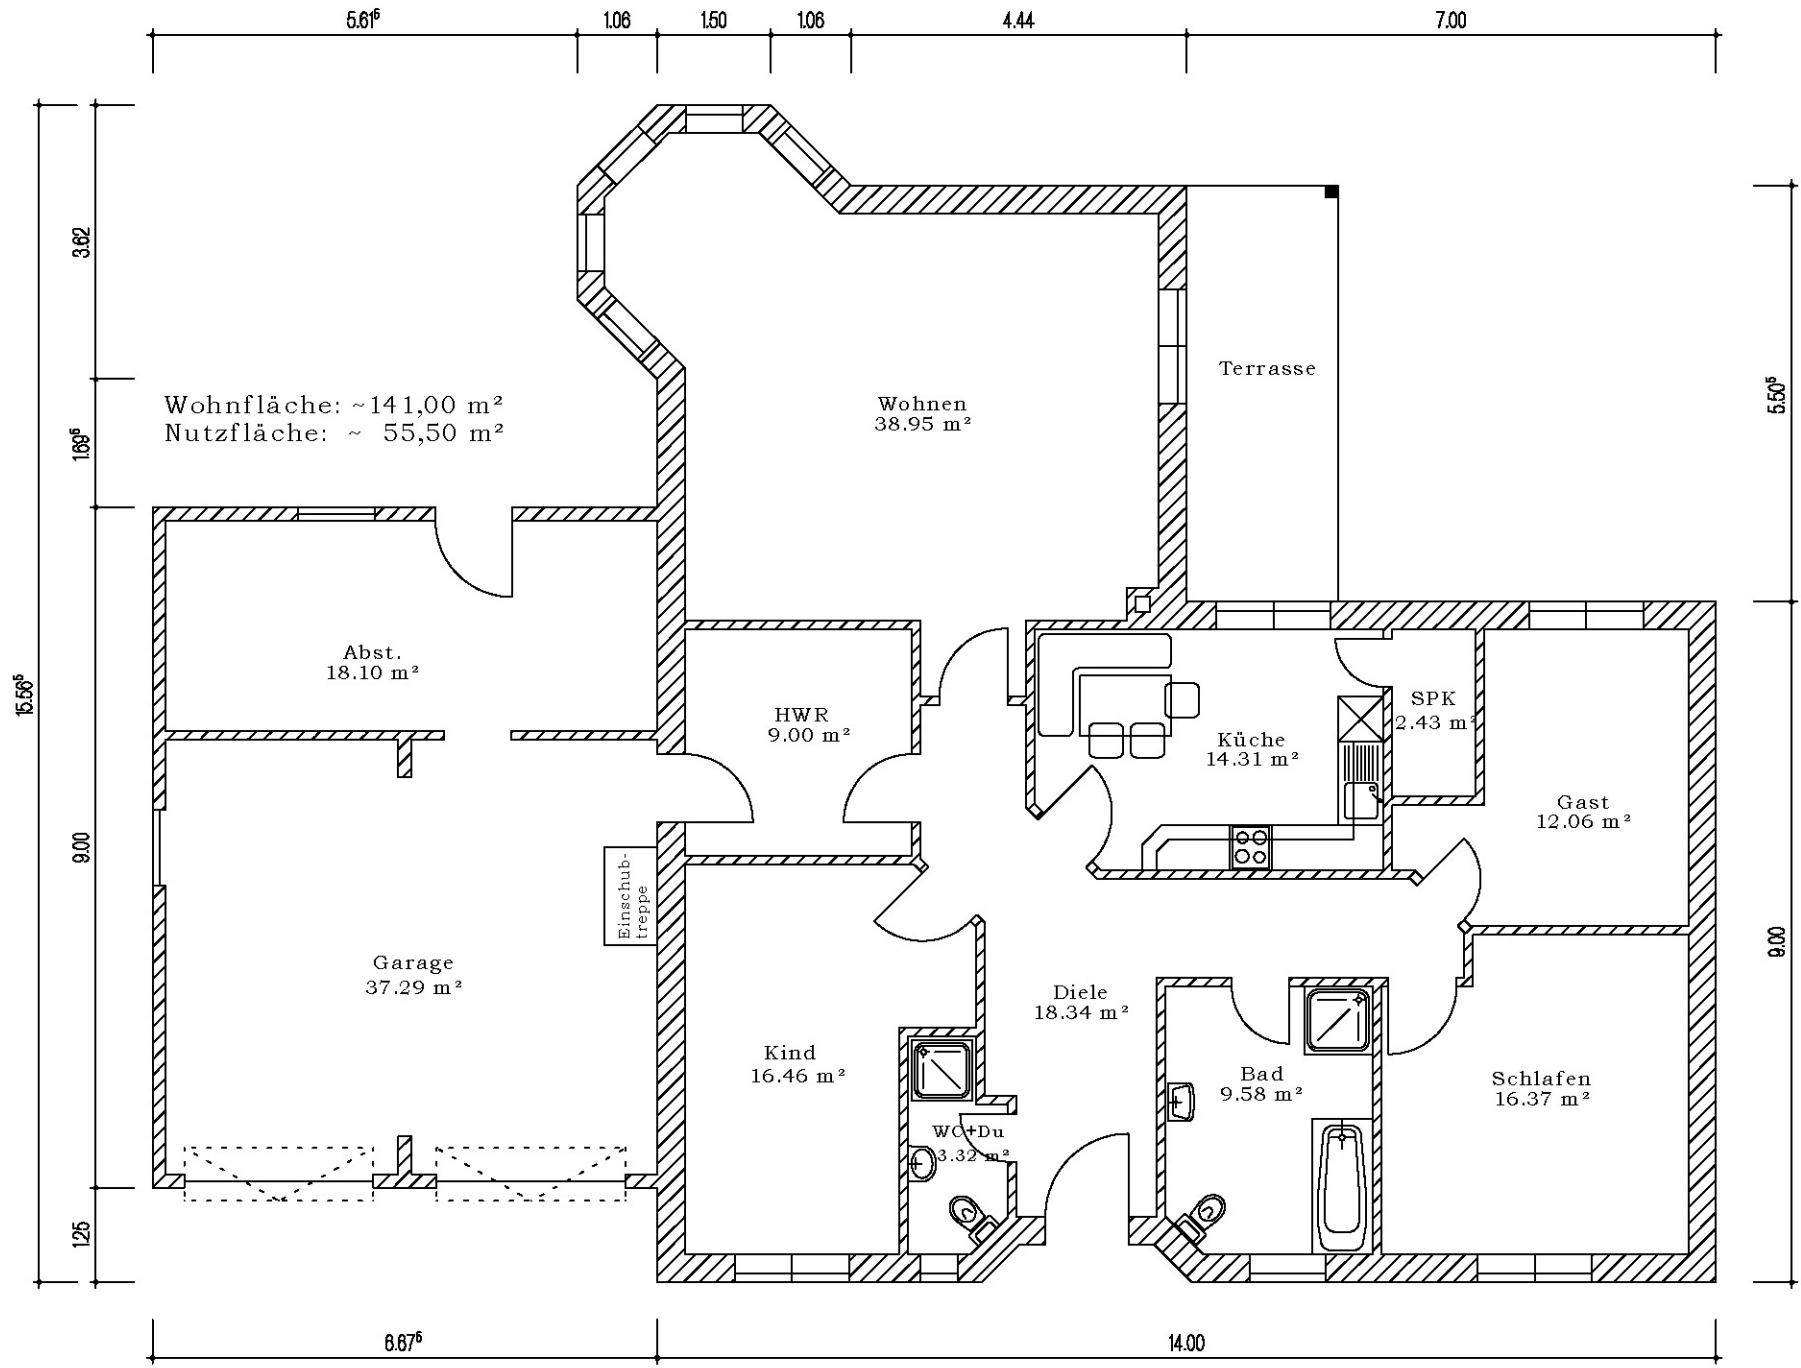 5.61⁵ 1.06 1.50 1.06 4.44 7.00
3.62
1.69⁵
9.00
1.25
15.56⁵
5.50⁵
9.00
Wohnfläche: ~141,00 m²
Nutzfläche: ~ 55,50 m²
Terrasse
Wohnen
38.95 m²
Abst.
18.10 m²
HWR
9.00 m²
Küche
14.31 m²
SPK
2.43 m²
Gast
12.06 m²
Einschub-
treppe
Garage
37.29 m²
Diele
18.34 m²
Kind
16.46 m²
Bad
9.58 m²
Schlafen
16.37 m²
WC+Du
3.32 m²
6.67⁵ 14.00